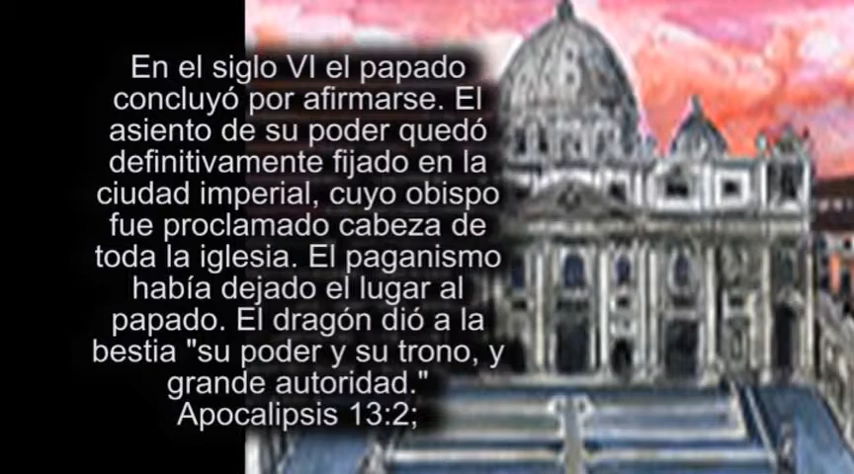 En el siglo VI el papado
concluyó por afirmarse. El
asiento de su poder quedó
definitivamente fijado en la
ciudad imperial, cuyo obispo
fue proclamado cabeza de
toda la iglesia. El paganismo
había dejado el lugar al
papado. El dragón dió a la
bestia "su poder y su trono, y
grande autoridad."
Apocalipsis 13:2;